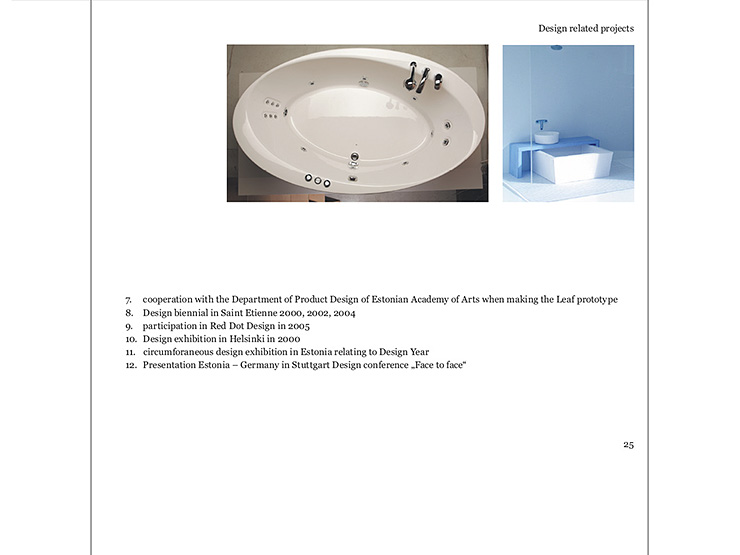 Design related projects
7. cooperation with the Department of Product Design of Estonian Academy of Arts when making the Leaf prototype
8. Design biennial in Saint Etienne 2000, 2002, 2004
9. participation in Red Dot Design in 2005
10. Design exhibition in Helsinki in 2000
11. circumforaneous design exhibition in Estonia relating to Design Year
12. Presentation Estonia – Germany in Stuttgart Design conference „Face to face“
25